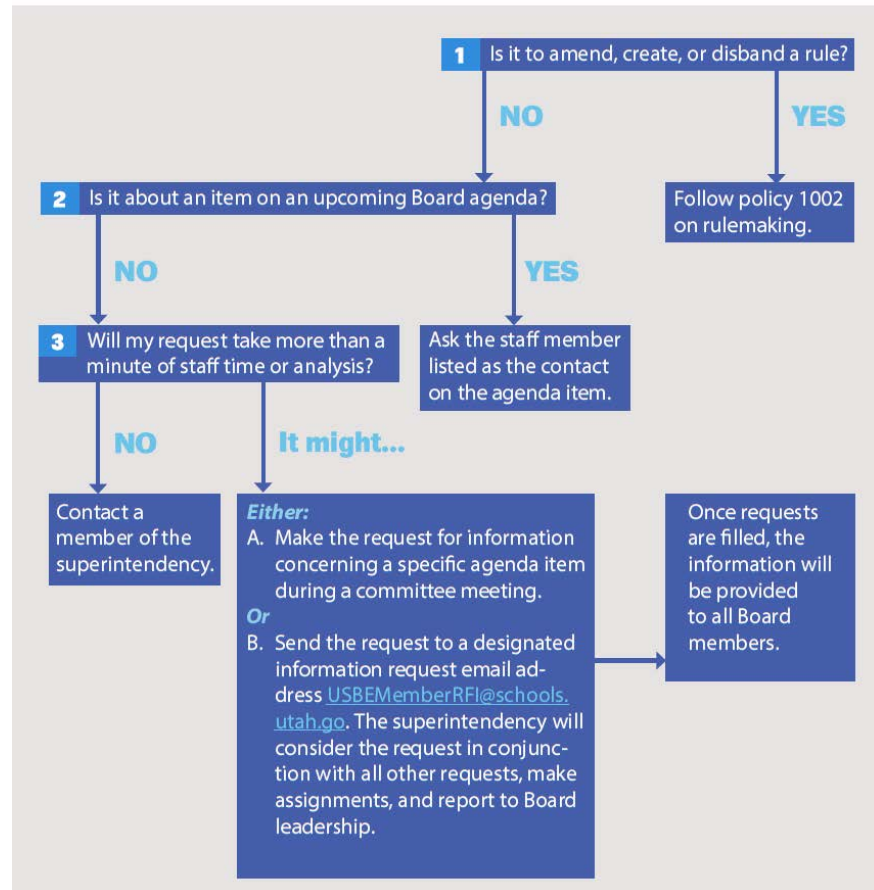 1 Is it to amend, create, or disband a rule?
NO
YES
2 Is it about an item on an upcoming Board agenda?
Follow policy 1002
on rulemaking.
NO
YES
3 Will my request take more than a
minute of staff time or analysis?
Ask the staff member
listed as the contact
on the agenda item.
NO
It might...
Contact a
member of the
superintendency.
Either:
A. Make the request for information
concerning a specific agenda item
during a committee meeting.
Or
B. Send the request to a designated
information request email ad-
dress USBEMemberRFI@schools.
utah.go. The superintendency will
consider the request in conjunc-
tion with all other requests, make
assignments, and report to Board
leadership.
Once requests
are filled, the
information will
be provided
to all Board
members.